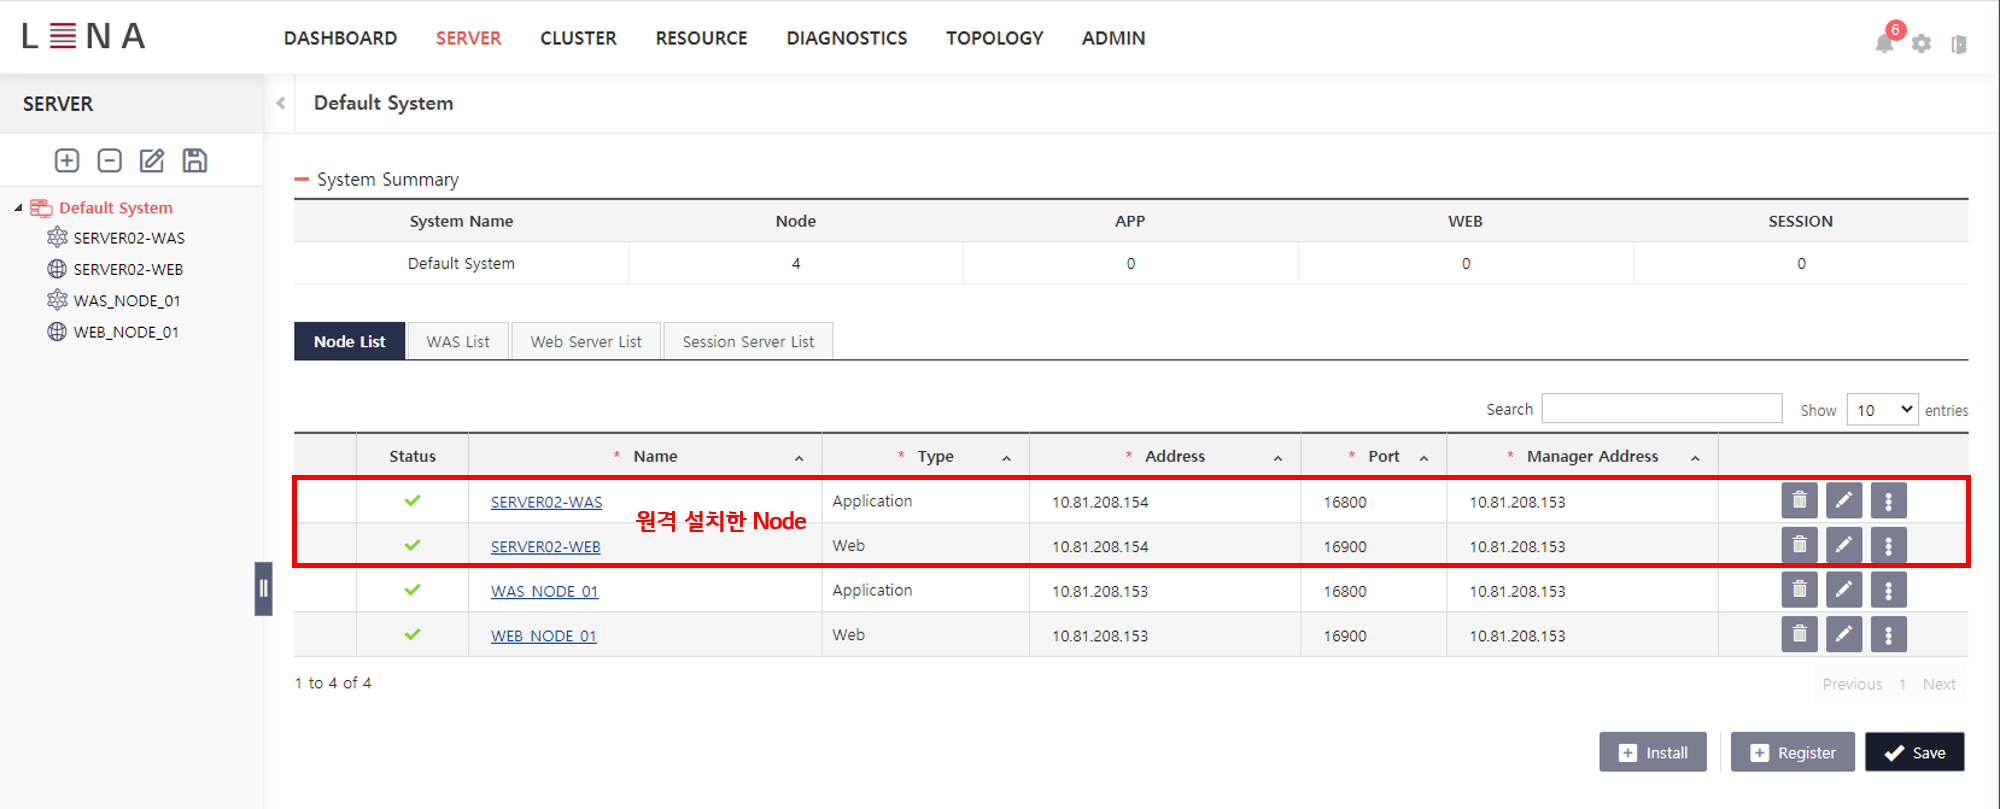 LENA
DASHBOARD SERVER CLUSTER RESOURCE DIAGNOSTICS TOPOLOGY ADMIN
6
SERVER
Default System
SERVER02-WAS
SERVER02-WEB
WAS_NODE_01
WEB_NODE_01
Default System
System Summary
System Name Node APP WEB SESSION
Default System 4 0 0 0
Node List WAS List Web Server List Session Server List
Search Show 10 entries
Status * Name * Type * Address * Port * Manager Address
SERVER02-WAS Application 10.81.208.154 16800 10.81.208.153
원격 설치한 Node
SERVER02-WEB Web 10.81.208.154 16900 10.81.208.153
WAS_NODE_01 Application 10.81.208.153 16800 10.81.208.153
WEB_NODE_01 Web 10.81.208.153 16900 10.81.208.153
1 to 4 of 4
Previous 1 Next
Install Register Save